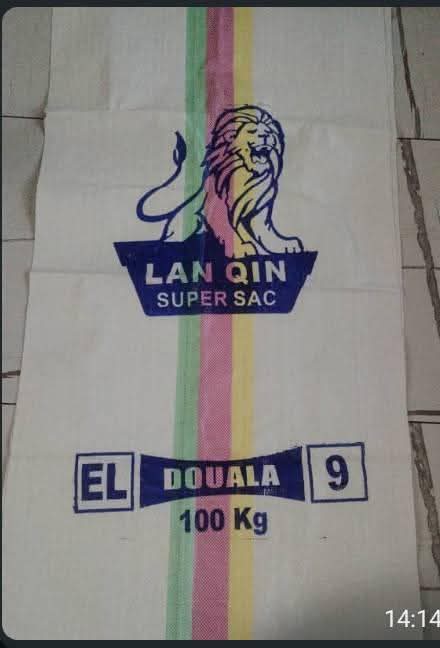 LAN QIN
SUPER SAC
EL DOUALA 9
100 Kg
14:14